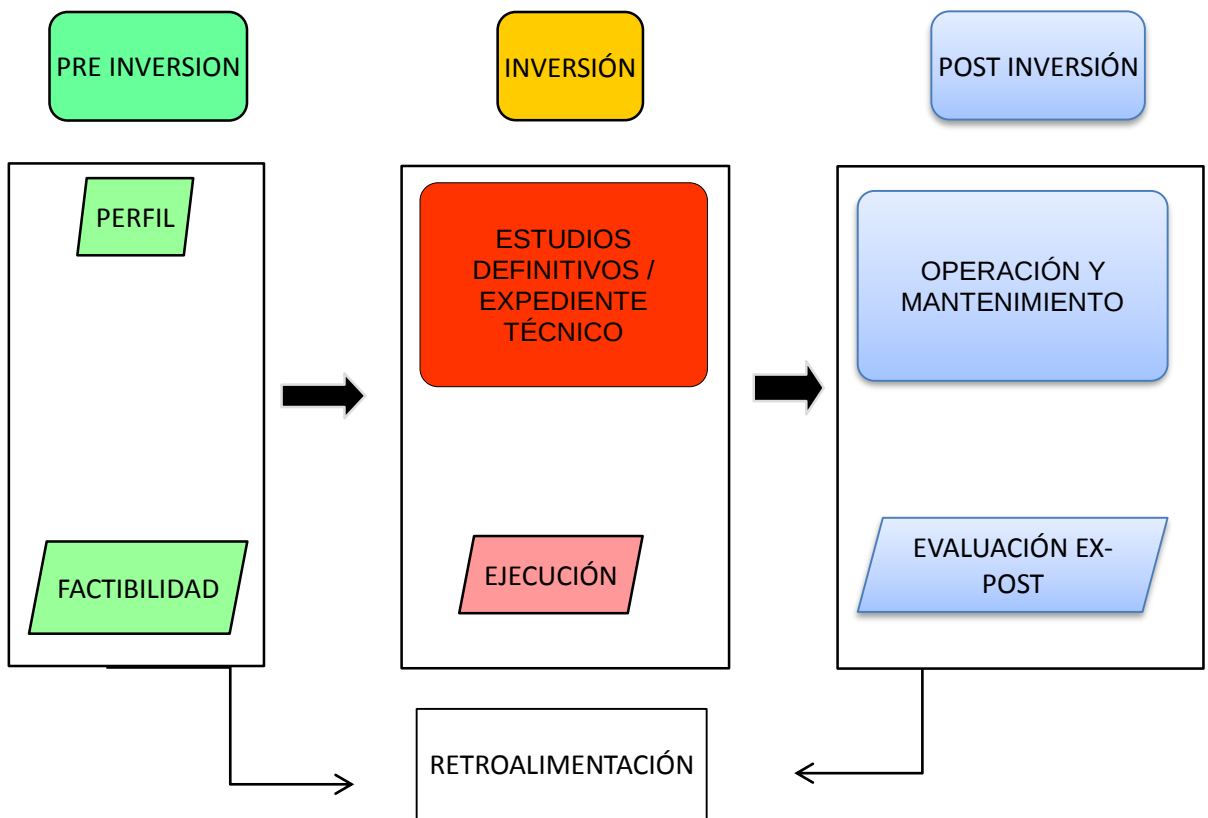 PRE INVERSION
INVERSIÓN
POST INVERSIÓN
PERFIL
FACTIBILIDAD
ESTUDIOS
DEFINITIVOS /
EXPEDIENTE
TÉCNICO
EJECUCIÓN
OPERACIÓN Y
MANTENIMIENTO
EVALUACIÓN EX-
POST
RETROALIMENTACIÓN